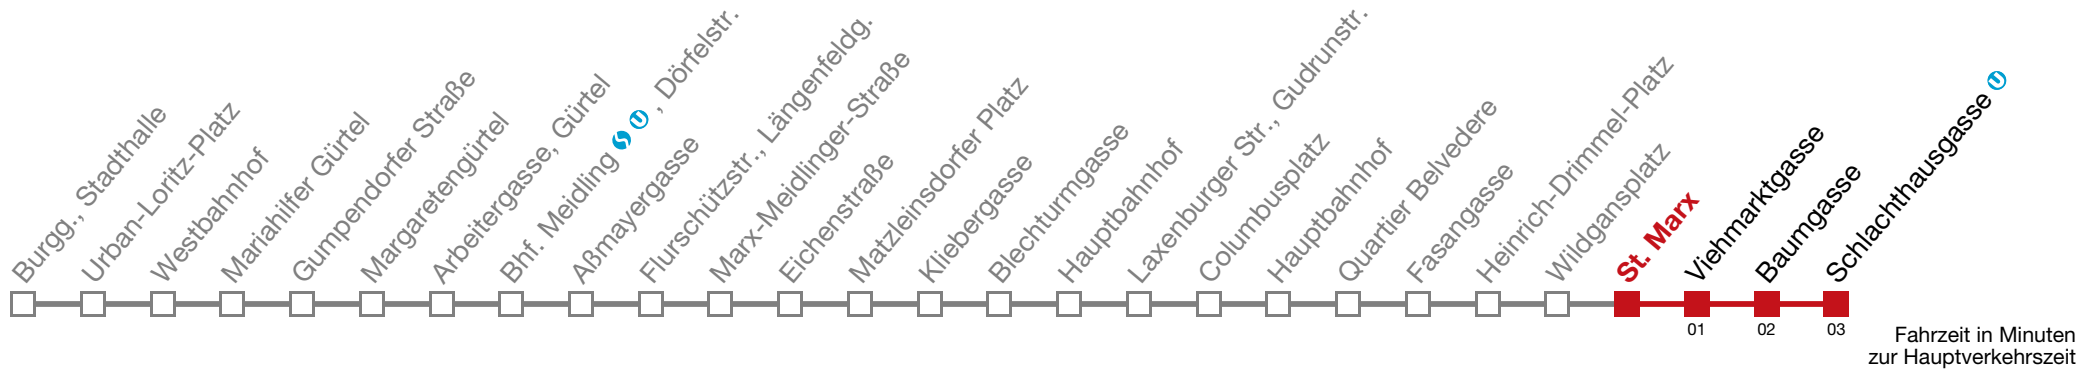 Burgg., Stadthalle
Urban-Loritz-Platz
Westbahnhof
Mariahilfer Gürtel
Gumpendorfer Straße
Margaretengürtel
Arbeitergasse, Gürtel
Bhf. Meidling S U , Dörfelstr.
Aßmayergasse
Flurschützstr., Längenfeldg.
Marx-Meidlinger-Straße
Eichenstraße
Matzleinsdorfer Platz
Kliebergasse
Blechturmgasse
Hauptbahnhof
Laxenburger Str., Gudrunstr.
Columbusplatz
Hauptbahnhof
Quartier Belvedere
Fasangasse
Heinrich-Drimmel-Platz
Wildgansplatz
St. Marx
Viehmarktgasse
Baumgasse
Schlachthausgasse U
01
02
03
Fahrzeit in Minuten
zur Hauptverkehrszeit